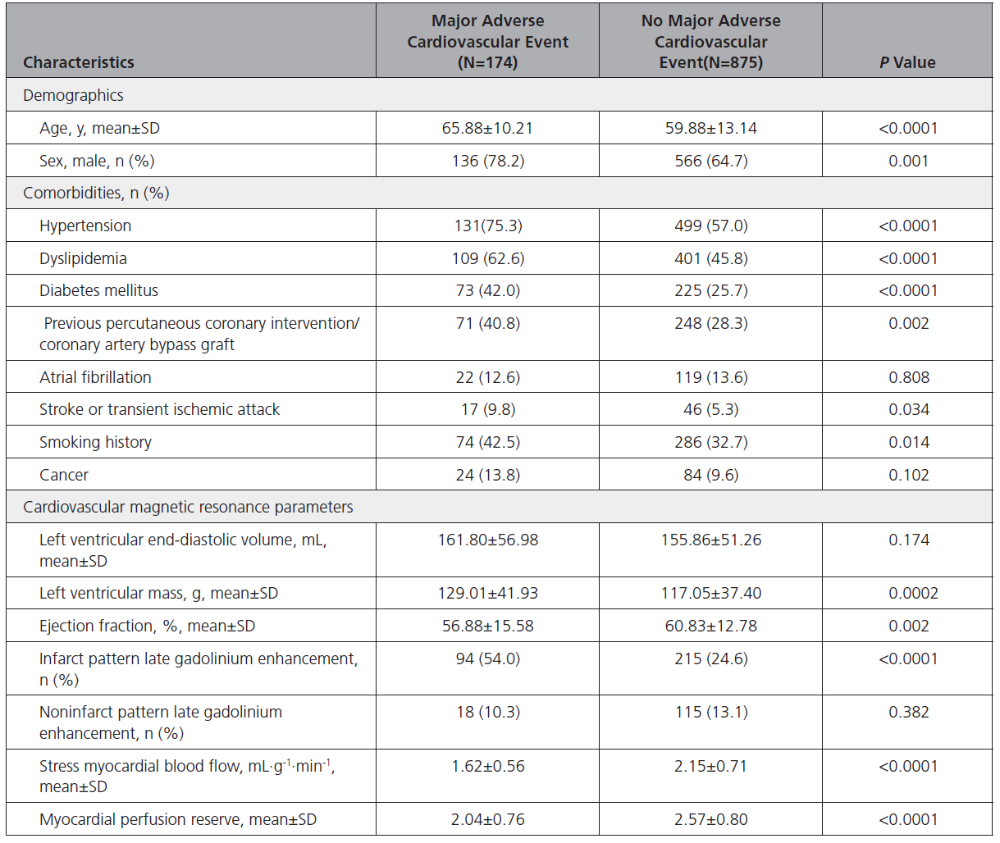 Characteristics
Major Adverse
Cardiovascular Event
(N=174)
No Major Adverse
Cardiovascular
Event(N=875)
P Value
Demographics
Age, y, mean±SD 65.88±10.21 59.88±13.14 <0.0001
Sex, male, n (%) 136 (78.2) 566 (64.7) 0.001
Comorbidities, n (%)
Hypertension 131(75.3) 499 (57.0) <0.0001
Dyslipidemia 109 (62.6) 401 (45.8) <0.0001
Diabetes mellitus 73 (42.0) 225 (25.7) <0.0001
Previous percutaneous coronary intervention/ 71 (40.8) 248 (28.3) 0.002
coronary artery bypass graft
Atrial fibrillation 22 (12.6) 119 (13.6) 0.808
Stroke or transient ischemic attack 17 (9.8) 46 (5.3) 0.034
Smoking history 74 (42.5) 286 (32.7) 0.014
Cancer 24 (13.8) 84 (9.6) 0.102
Cardiovascular magnetic resonance parameters
Left ventricular end-diastolic volume, mL, 161.80±56.98 155.86±51.26 0.174
mean±SD
Left ventricular mass, g, mean±SD 129.01±41.93 117.05±37.40 0.0002
Ejection fraction, %, mean±SD 56.88±15.58 60.83±12.78 0.002
Infarct pattern late gadolinium enhancement, 94 (54.0) 215 (24.6) <0.0001
n (%)
Noninfarct pattern late gadolinium 18 (10.3) 115 (13.1) 0.382
enhancement, n (%)
Stress myocardial blood flow, mL·g⁻¹·min⁻¹, 1.62±0.56 2.15±0.71 <0.0001
mean±SD
Myocardial perfusion reserve, mean±SD 2.04±0.76 2.57±0.80 <0.0001